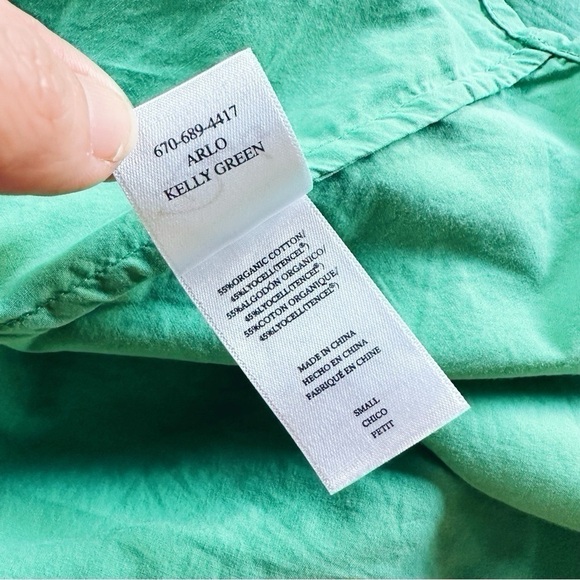 670-689-4417
ARLO
KELLY GREEN
55%ORGANIC COTTON/
45%LYOCELL(TENCEL®)
55%ALGODÓN ORGANICO/
45%LYOCELL(TENCEL®)
55%COTON ORGANIQUE/
45%LYOCELL(TENCEL®)
MADE IN CHINA
HECHO EN CHINA
FABRIQUÉ EN CHINE
SMALL
CHICO
PETIT